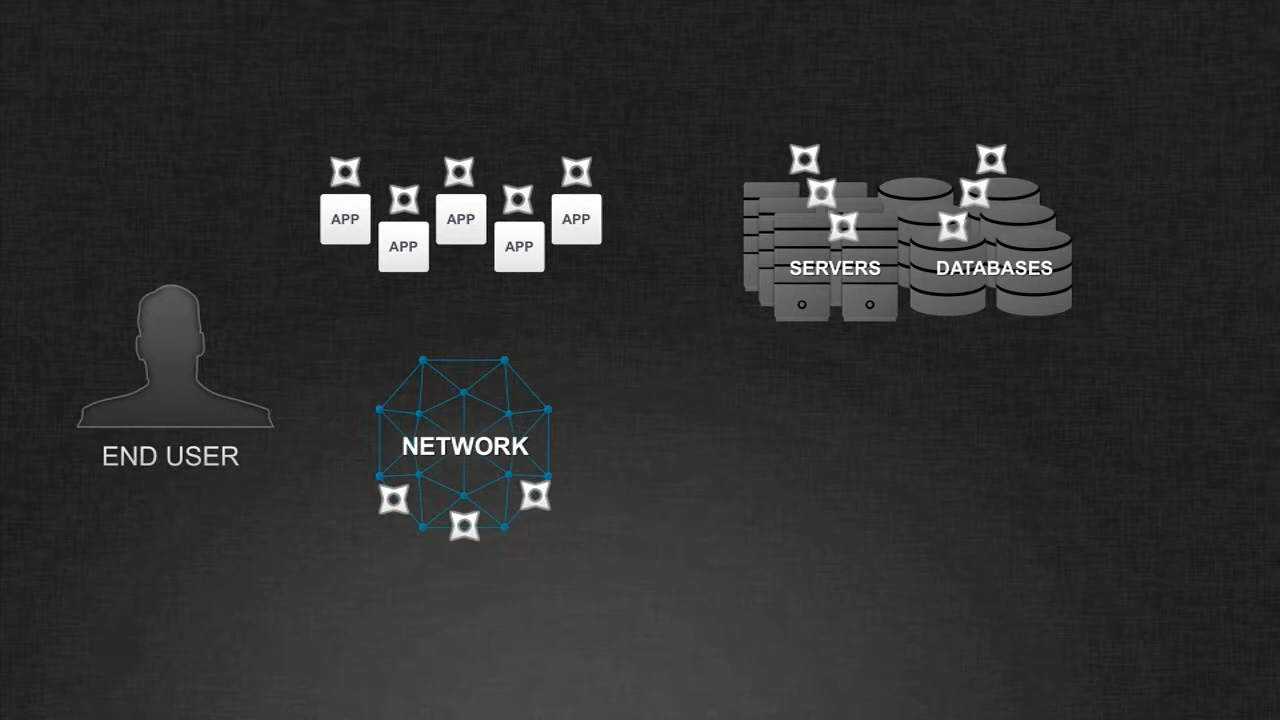 APP
APP
APP
APP
APP
SERVERS
DATABASES
NETWORK
END USER